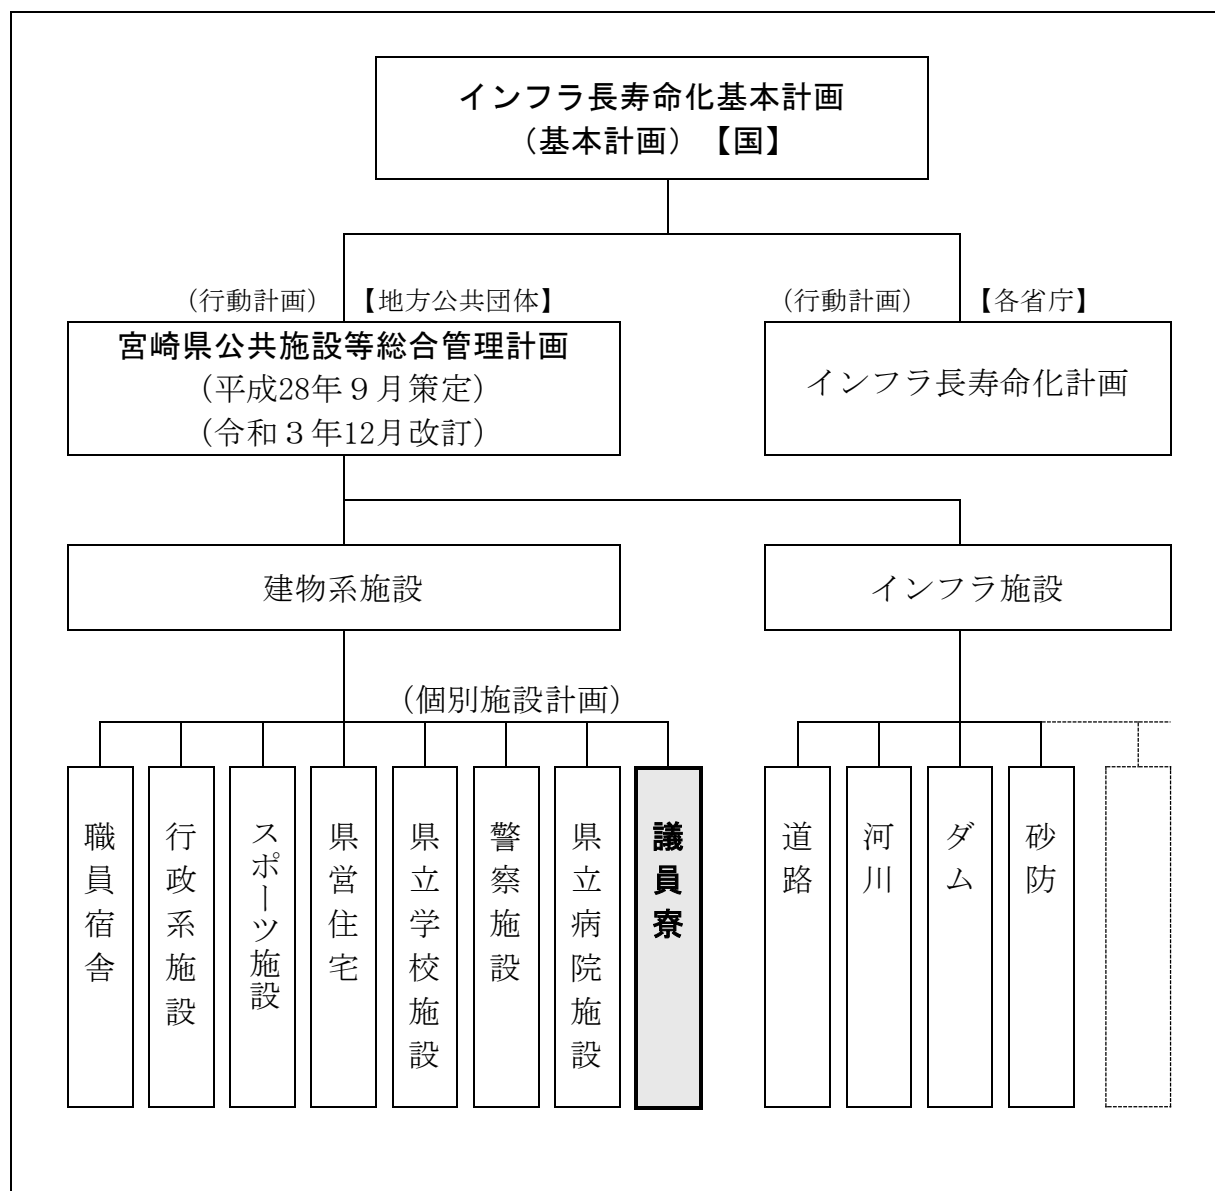 インフラ長寿命化基本計画
（基本計画）【国】
（行動計画）【地方公共団体】
（行動計画）【各省庁】
宮崎県公共施設等総合管理計画
（平成28年９月策定）
（令和３年12月改訂）
インフラ長寿命化計画
建物系施設
インフラ施設
（個別施設計画）
職員宿舎
行政系施設
スポーツ施設
県営住宅
県立学校施設
警察施設
県立病院施設
議員寮
道路
河川
ダム
砂防